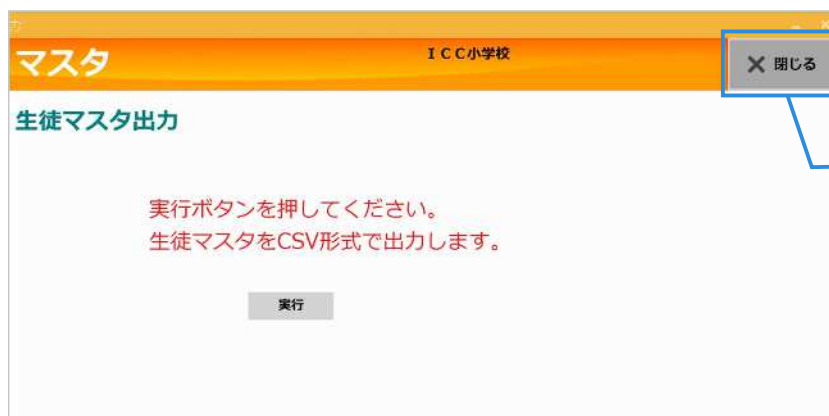 マスタ
ＩＣＣ小学校
閉じる
生徒マスタ出力
実行ボタンを押してください。
生徒マスタをCSV形式で出力します。
実行